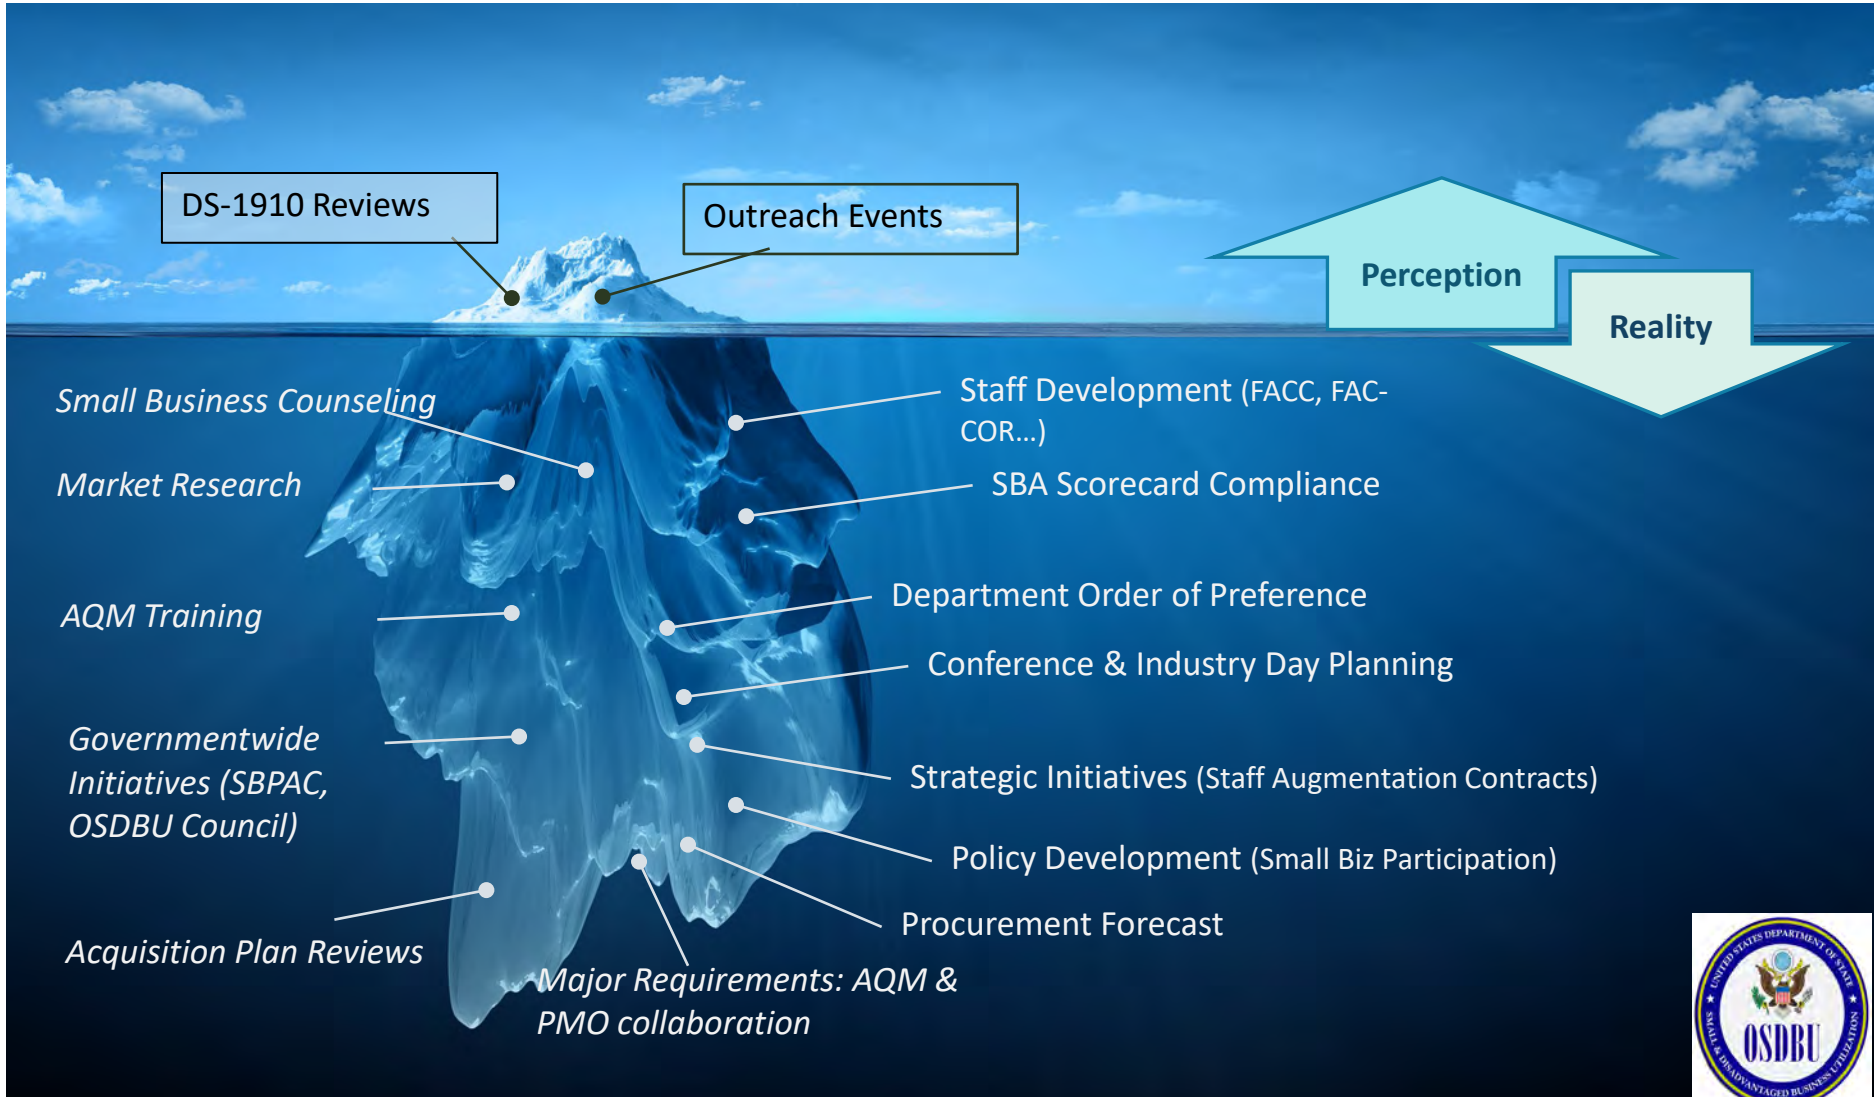 DS-1910 Reviews
Outreach Events
Perception
Reality
Small Business Counseling
Market Research
AQM Training
Governmentwide
Initiatives (SBPAC,
OSDBU Council)
Acquisition Plan Reviews
Major Requirements: AQM &
PMO collaboration
Staff Development (FACC, FAC-
COR...)
SBA Scorecard Compliance
Department Order of Preference
Conference & Industry Day Planning
Strategic Initiatives (Staff Augmentation Contracts)
Policy Development (Small Biz Participation)
Procurement Forecast
UNITED STATES DEPARTMENT OF STATE
OSDBU
SMALL & DISADVANTAGED BUSINESS UTILIZATION